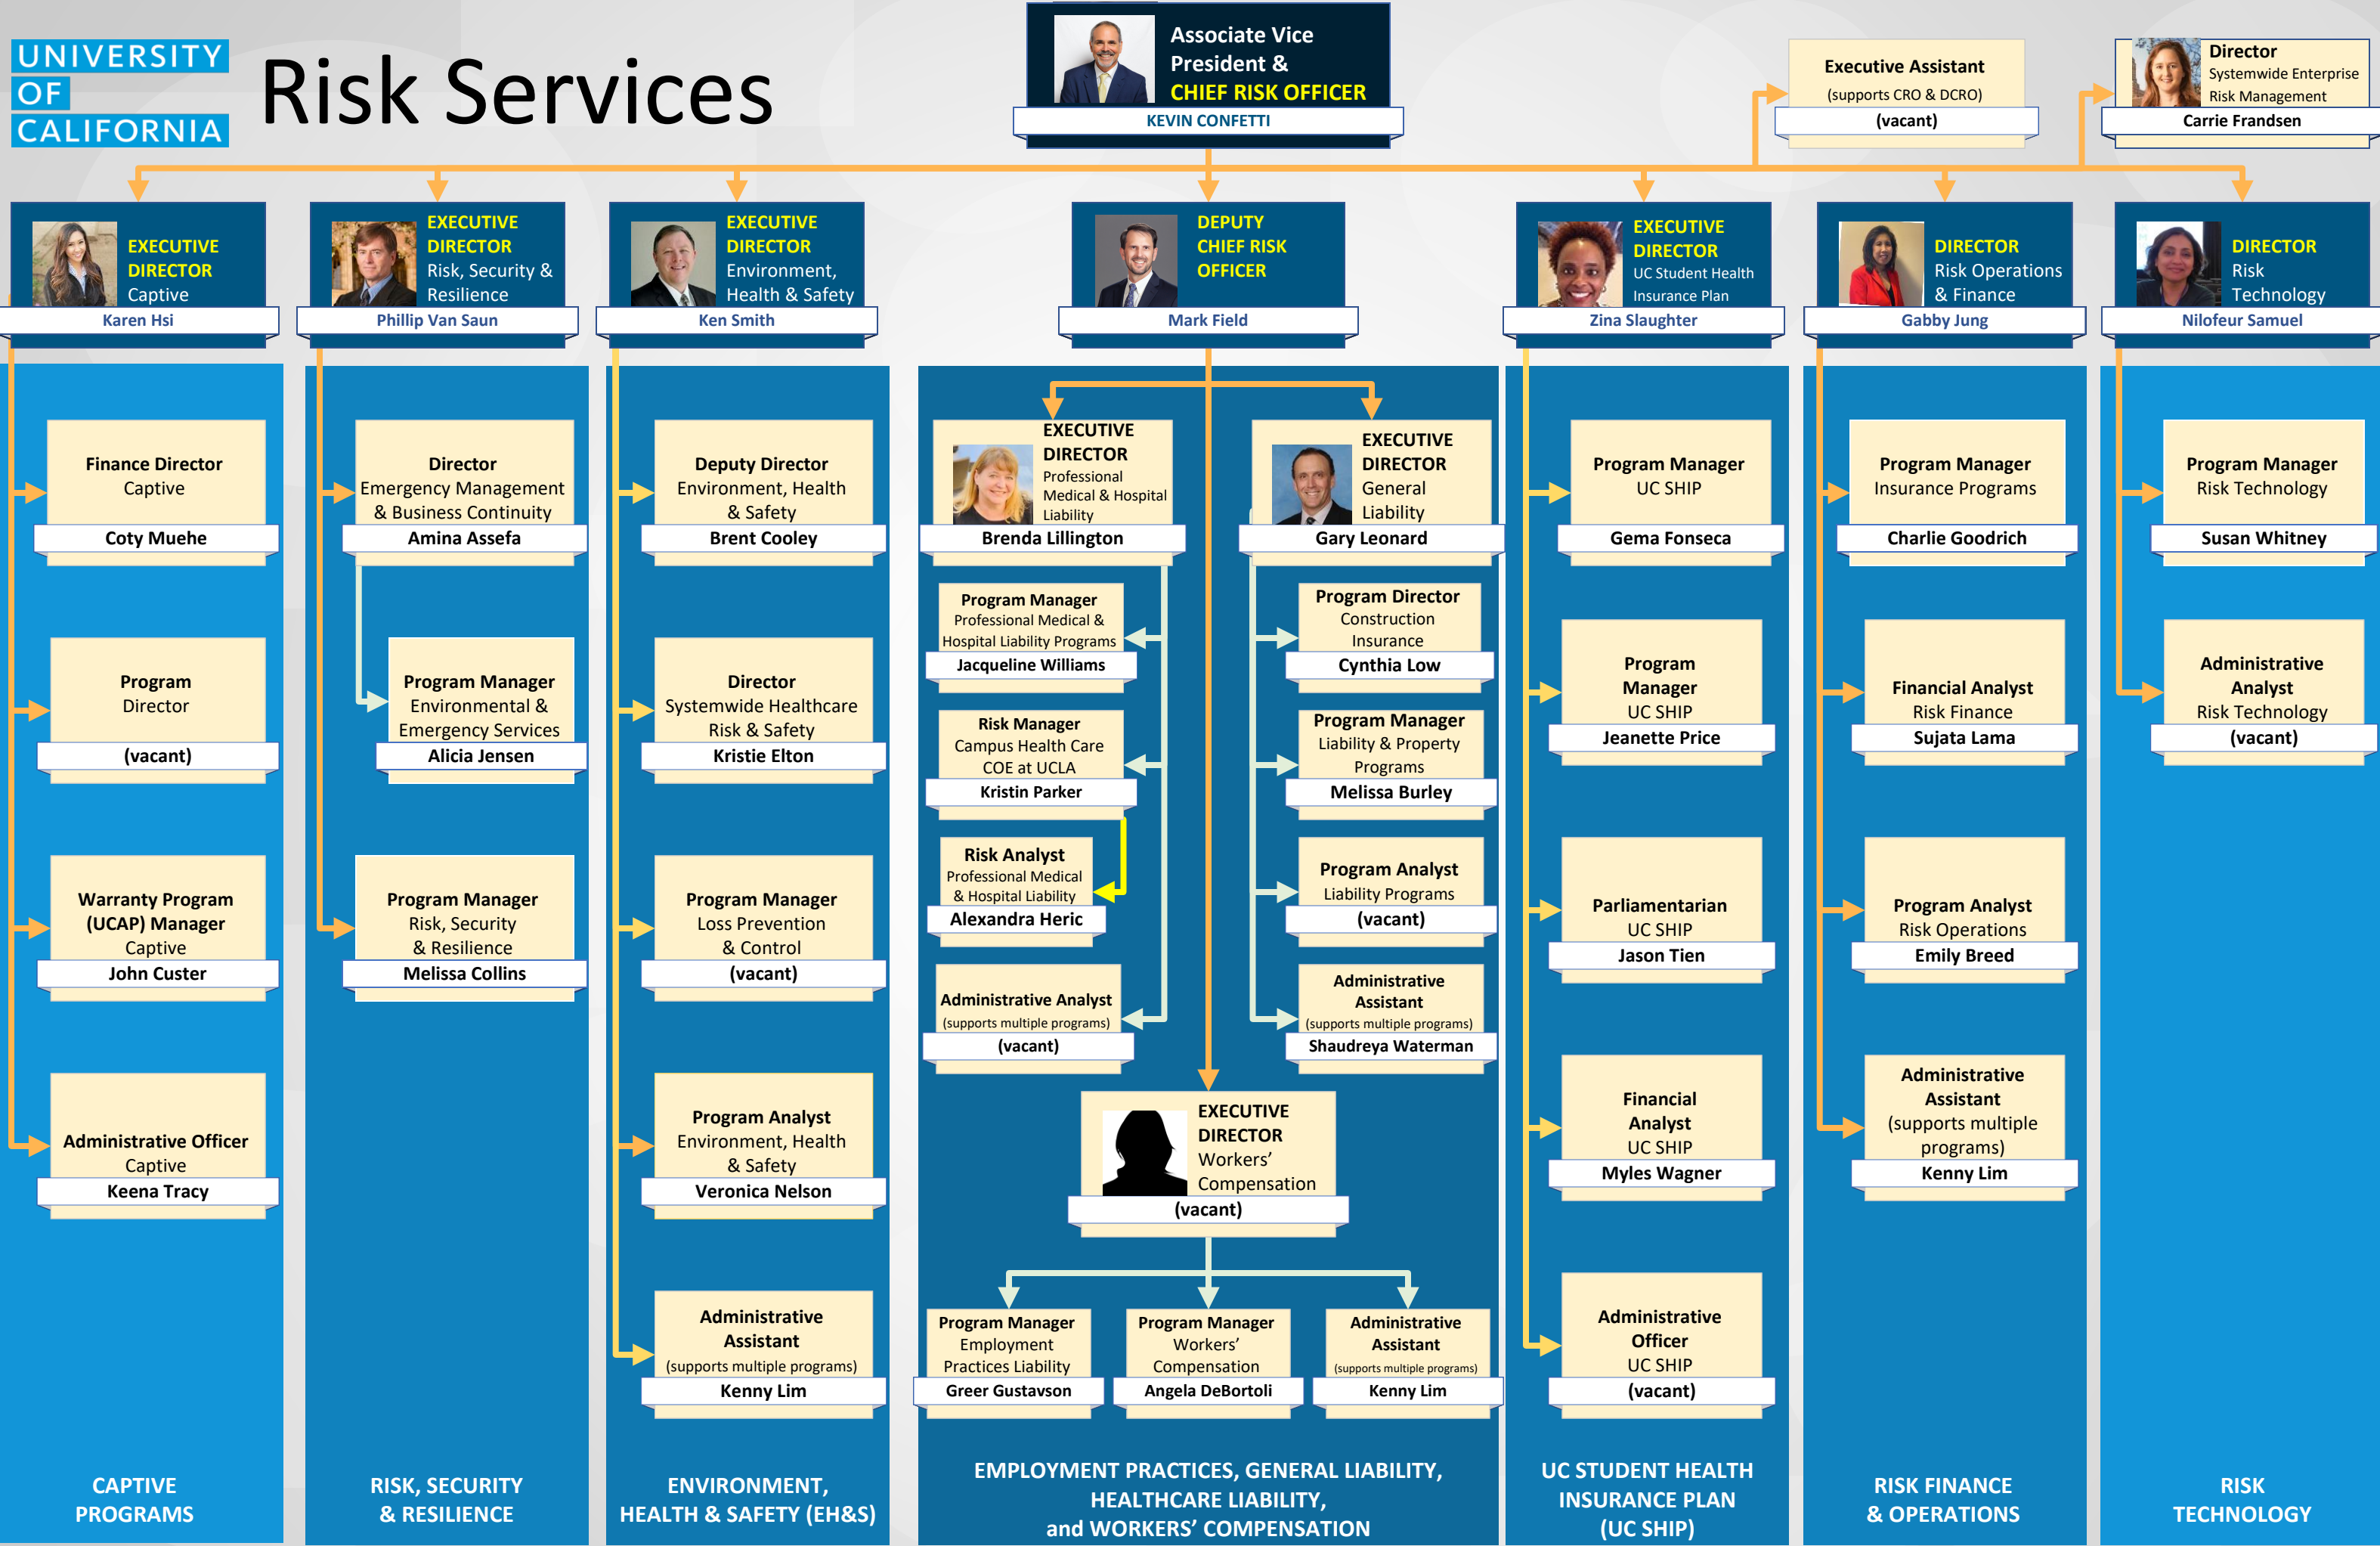 UNIVERSITY
OF
CALIFORNIA
Risk Services
Associate Vice
President &
CHIEF RISK OFFICER
KEVIN CONFETTI
Executive Assistant
(supports CRO & DCRO)
(vacant)
Director
Systemwide Enterprise
Risk Management
Carrie Frandsen
EXECUTIVE
DIRECTOR
Captive
Karen Hsi
EXECUTIVE
DIRECTOR
Risk, Security &
Resilience
Phillip Van Saun
EXECUTIVE
DIRECTOR
Environment,
Health & Safety
Ken Smith
DEPUTY
CHIEF RISK
OFFICER
Mark Field
EXECUTIVE
DIRECTOR
UC Student Health
Insurance Plan
Zina Slaughter
DIRECTOR
Risk Operations
& Finance
Gabby Jung
DIRECTOR
Risk
Technology
Nilofeur Samuel
Finance Director
Captive
Coty Muehe
Program
Director
(vacant)
Warranty Program
(UCAP) Manager
Captive
John Custer
Administrative Officer
Captive
Keena Tracy
CAPTIVE
PROGRAMS
Director
Emergency Management
& Business Continuity
Amina Assefa
Program Manager
Environmental &
Emergency Services
Alicia Jensen
Program Manager
Risk, Security
& Resilience
Melissa Collins
RISK, SECURITY
& RESILIENCE
Deputy Director
Environment, Health
& Safety
Brent Cooley
Director
Systemwide Healthcare
Risk & Safety
Kristie Elton
Program Manager
Loss Prevention
& Control
(vacant)
Program Analyst
Environment, Health
& Safety
Veronica Nelson
Administrative
Assistant
(supports multiple programs)
Kenny Lim
ENVIRONMENT,
HEALTH & SAFETY (EH&S)
EXECUTIVE
DIRECTOR
Professional
Medical & Hospital
Liability
Brenda Lillington
Program Manager
Professional Medical &
Hospital Liability Programs
Jacqueline Williams
Risk Manager
Campus Health Care
COE at UCLA
Kristin Parker
Risk Analyst
Professional Medical
& Hospital Liability
Alexandra Heric
Administrative Analyst
(supports multiple programs)
(vacant)
EXECUTIVE
DIRECTOR
General
Liability
Gary Leonard
Program Director
Construction
Insurance
Cynthia Low
Program Manager
Liability & Property
Programs
Melissa Burley
Program Analyst
Liability Programs
(vacant)
Administrative
Assistant
(supports multiple programs)
Shaudreya Waterman
EXECUTIVE
DIRECTOR
Workers’
Compensation
(vacant)
Program Manager
Employment
Practices Liability
Greer Gustavson
Program Manager
Workers’
Compensation
Angela DeBortoli
Administrative
Assistant
(supports multiple programs)
Kenny Lim
EMPLOYMENT PRACTICES, GENERAL LIABILITY,
HEALTHCARE LIABILITY,
and WORKERS’ COMPENSATION
Program Manager
UC SHIP
Gema Fonseca
Program
Manager
UC SHIP
Jeanette Price
Parliamentarian
UC SHIP
Jason Tien
Financial
Analyst
UC SHIP
Myles Wagner
Administrative
Officer
UC SHIP
(vacant)
UC STUDENT HEALTH
INSURANCE PLAN
(UC SHIP)
Program Manager
Insurance Programs
Charlie Goodrich
Financial Analyst
Risk Finance
Sujata Lama
Program Analyst
Risk Operations
Emily Breed
Administrative
Assistant
(supports multiple
programs)
Kenny Lim
RISK FINANCE
& OPERATIONS
Program Manager
Risk Technology
Susan Whitney
Administrative
Analyst
Risk Technology
(vacant)
RISK
TECHNOLOGY